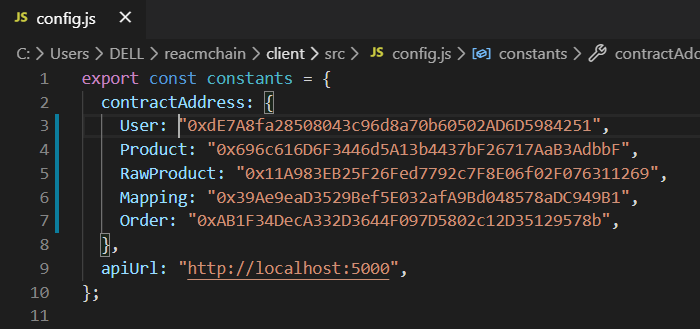 JS config.js ×
C: > Users > DELL > reacmchain > client > src > JS config.js > constants > contractAdd
1 export const constants = {
2 contractAddress: {
3 User: "0xdE7A8fa28508043c96d8a70b60502AD6D5984251",
4 Product: "0x696c616D6F3446d5A13b4437bF26717AaB3AdbbF",
5 RawProduct: "0x11A983EB25F26Fed7792c7F8E06f02F076311269",
6 Mapping: "0x39Ae9eaD3529Bef5E032afA9Bd048578aDC949B1",
7 Order: "0xAB1F34DecA332D3644F097D5802c12D35129578b",
8 },
9 apiUrl: "http://localhost:5000",
10 };
11